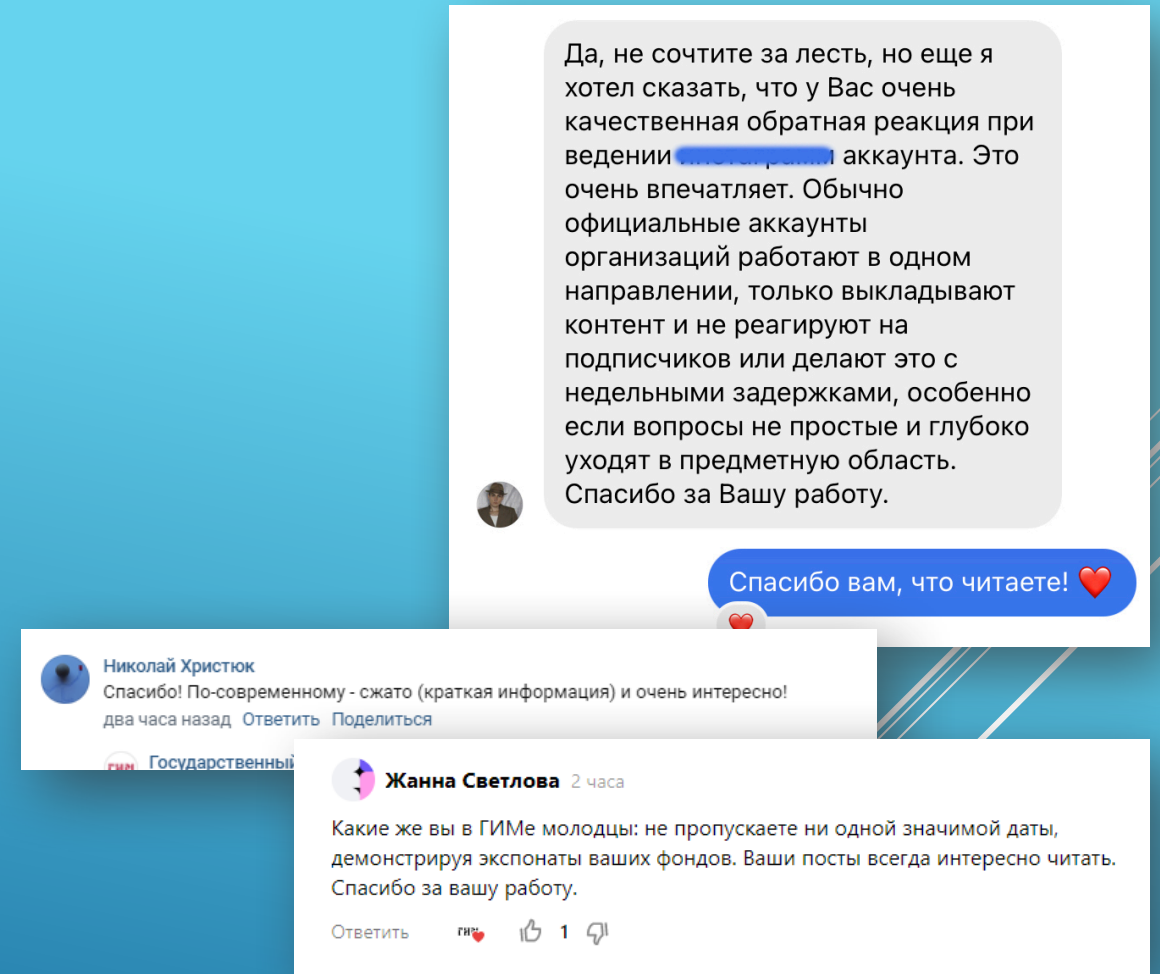 Да, не сочтите за лесть, но еще я
хотел сказать, что у Вас очень
качественная обратная реакция при
ведении аккаунта. Это
очень впечатляет. Обычно
официальные аккаунты
организаций работают в одном
направлении, только выкладывают
контент и не реагируют на
подписчиков или делают это с
недельными задержками, особенно
если вопросы не простые и глубоко
уходят в предметную область.
Спасибо за Вашу работу.
Спасибо вам, что читаете! ❤️
Николай Христюк
Спасибо! По-современному - сжато (краткая информация) и очень интересно!
два часа назад Ответить Поделиться
Государственный
Жанна Светлова 2 часа
Какие же вы в ГИМе молодцы: не пропускаете ни одной значимой даты,
демонстрируя экспонаты ваших фондов. Ваши посты всегда интересно читать.
Спасибо за вашу работу.
Ответить 1